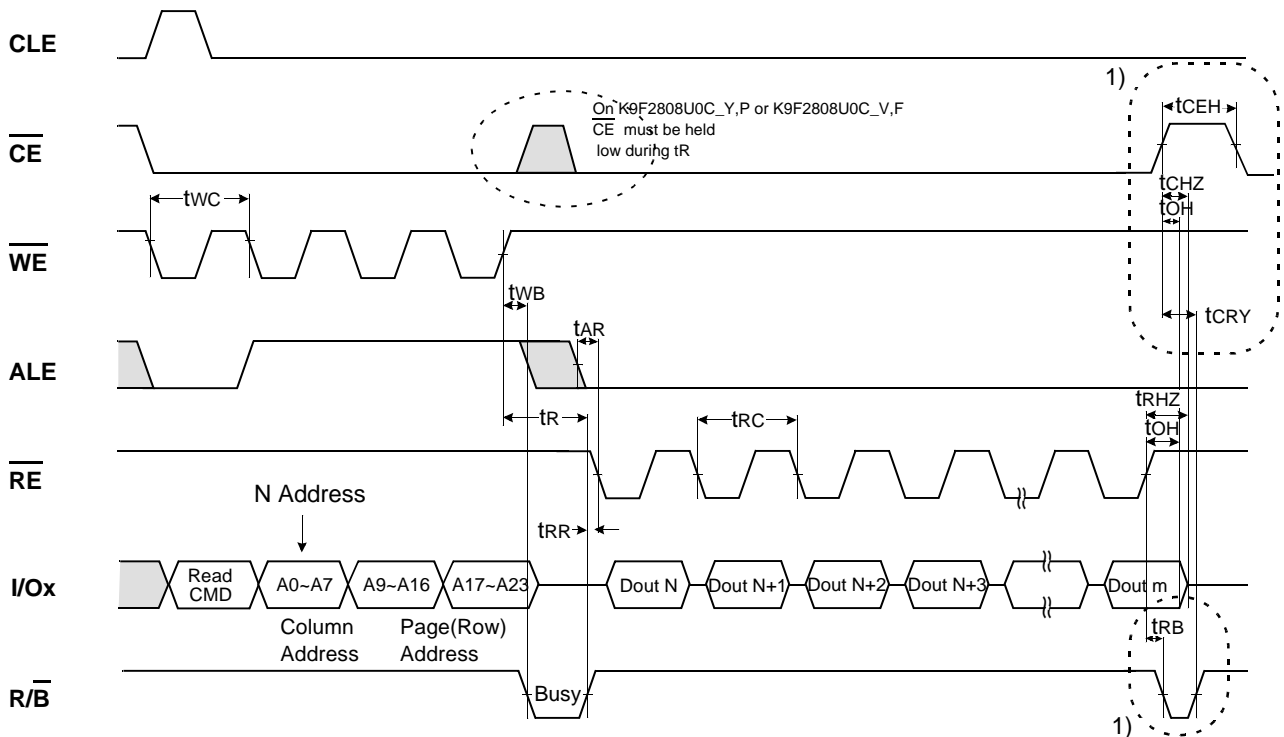 CLE
1)
On K9F2808U0C_Y,P or K9F2808U0C_V,F
CE must be held
low during tR
tCEH
CE
tWC
tCHZ
tOH
WE
tWB
tCRY
tAR
ALE
tR
tRC
tRHZ
tOH
RE
N Address
tRR
I/Ox
Read
CMD
A0~A7
A9~A16
A17~A23
Dout N
Dout N+1
Dout N+2
Dout N+3
Dout m
Column
Address
Page(Row)
Address
tRB
R/B
Busy
1)